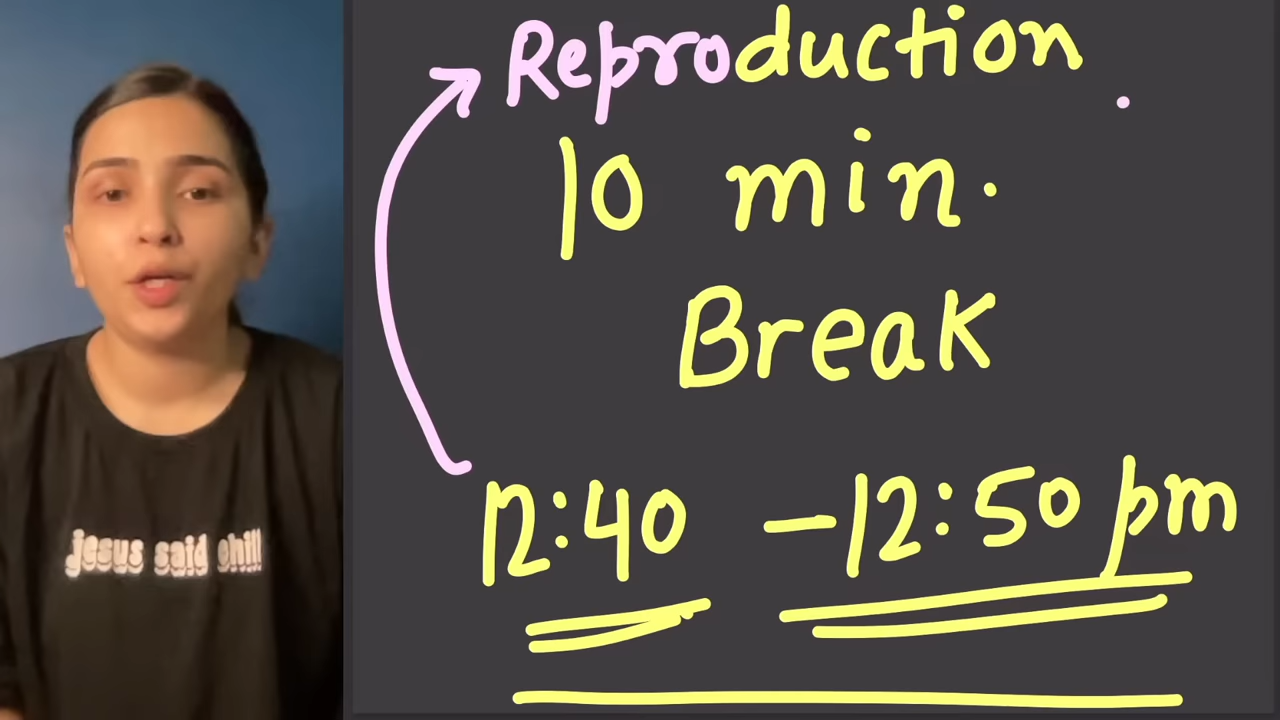 Reproduction
10 min.
Break
12:40 - 12:50 pm
jesus said chill